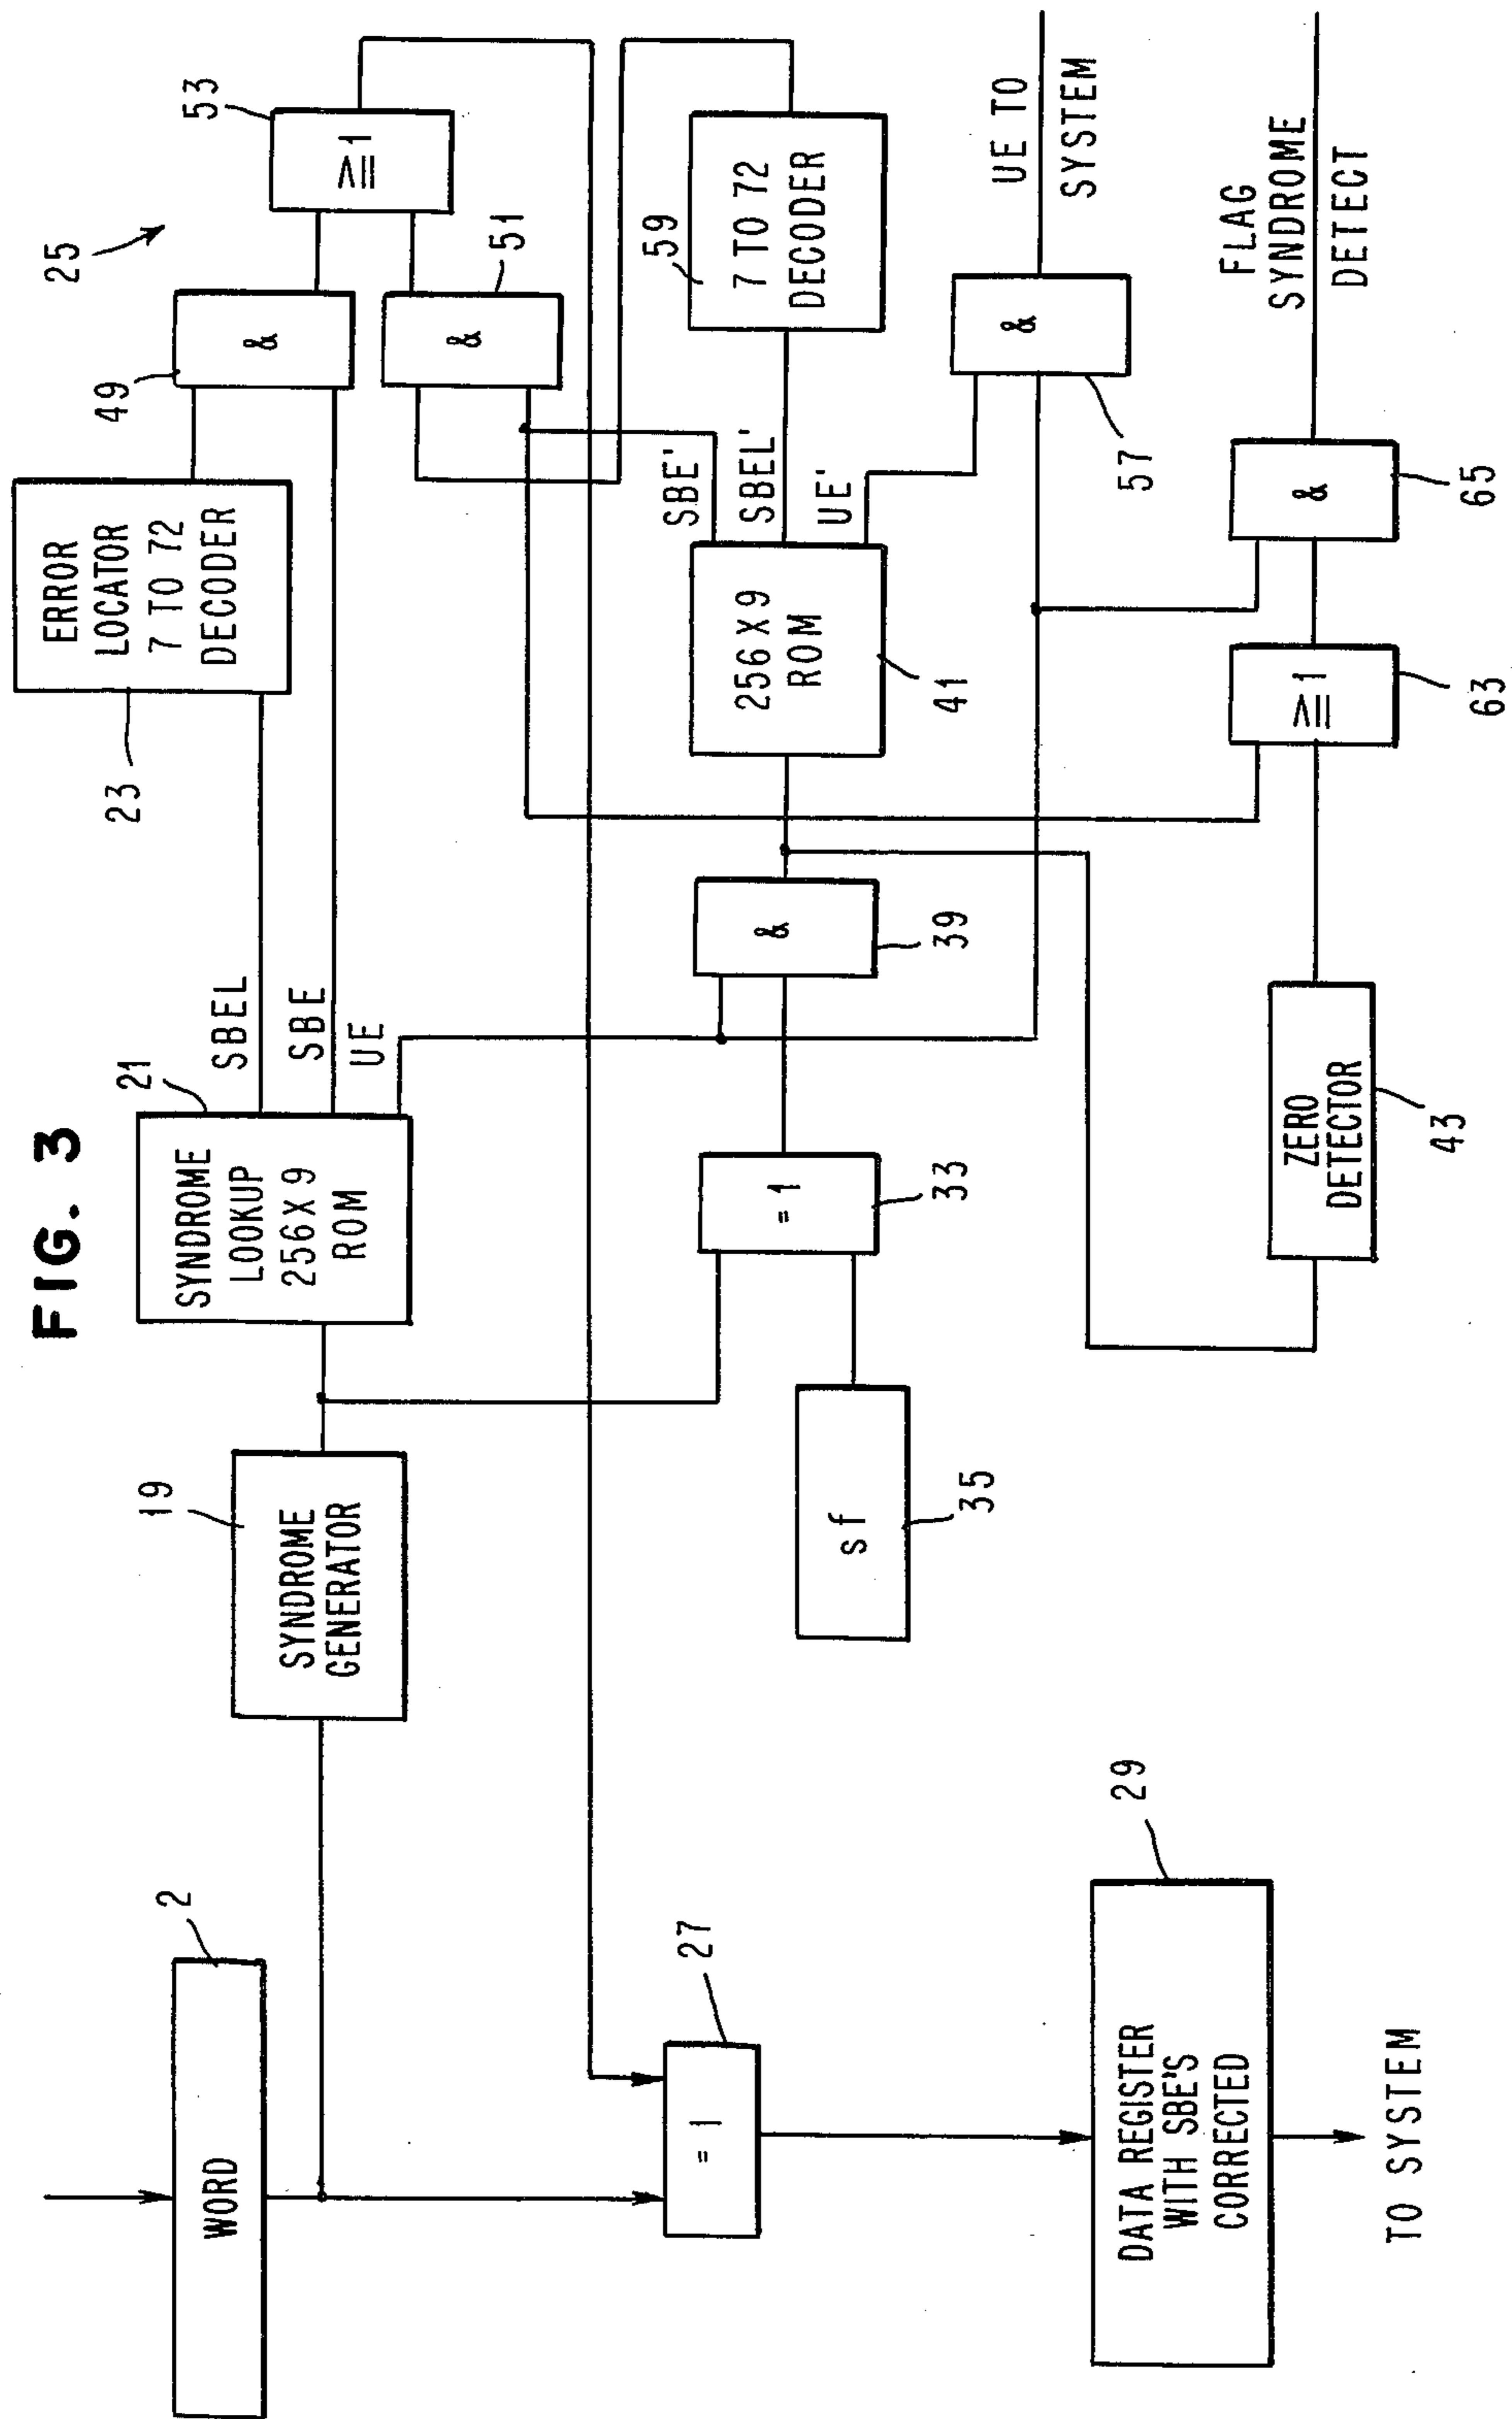 FIG. 3
2
WORD
19
SYNDROME
GENERATOR
21
SYNDROME
LOOKUP
256 X 9
ROM
SBEL
SBE
UE
23
ERROR
LOCATOR
7 TO 72
DECODER
49
&
25
53
≥1
&
51
27
= 1
sf
35
= 1
33
&
39
256 X 9
ROM
41
SBE'
SBEL'
UE'
59
7 TO 72
DECODER
&
57
UE TO
SYSTEM
29
DATA REGISTER
WITH SBE'S
CORRECTED
TO SYSTEM
ZERO
DETECTOR
43
≥1
63
&
65
FLAG
SYNDROME
DETECT